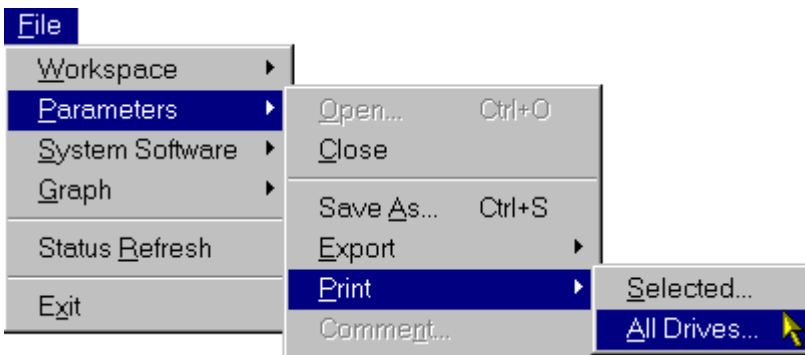 File
Workspace
Parameters
System Software
Graph
Status Refresh
Exit
Open... Ctrl+O
Close
Save As... Ctrl+S
Export
Print
Comment...
Selected...
All Drives...